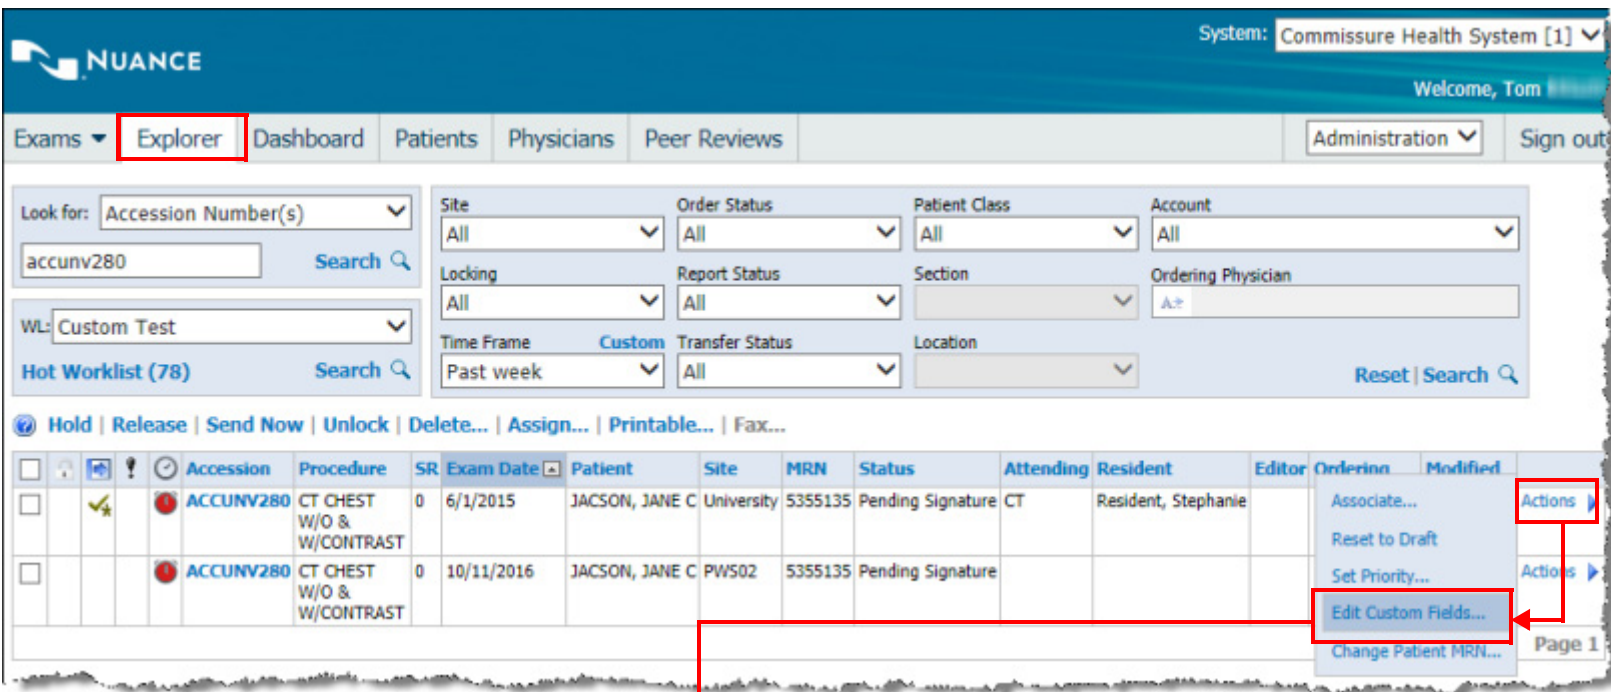 System: Commissure Health System [1]
NUANCE
Welcome, Tom
Exams Explorer Dashboard Patients Physicians Peer Reviews Administration Sign out
Look for: Accession Number(s)
accunv280 Search
WL: Custom Test
Hot Worklist (78) Search
Site Order Status Patient Class Account
All All All All
Locking Report Status Section Ordering Physician
All All
Time Frame Custom Transfer Status Location
Past week All
Reset | Search
Hold | Release | Send Now | Unlock | Delete... | Assign... | Printable... | Fax...
Accession Procedure SR Exam Date Patient Site MRN Status Attending Resident Editor Ordering Modified
ACCUNV280 CT CHEST 0 6/1/2015 JACSON, JANE C University 5355135 Pending Signature CT Resident, Stephanie Actions
W/O &
W/CONTRAST
ACCUNV280 CT CHEST 0 10/11/2016 JACSON, JANE C PWS02 5355135 Pending Signature Actions
W/O &
W/CONTRAST
Associate...
Reset to Draft
Set Priority...
Edit Custom Fields...
Change Patient MRN...
Page 1